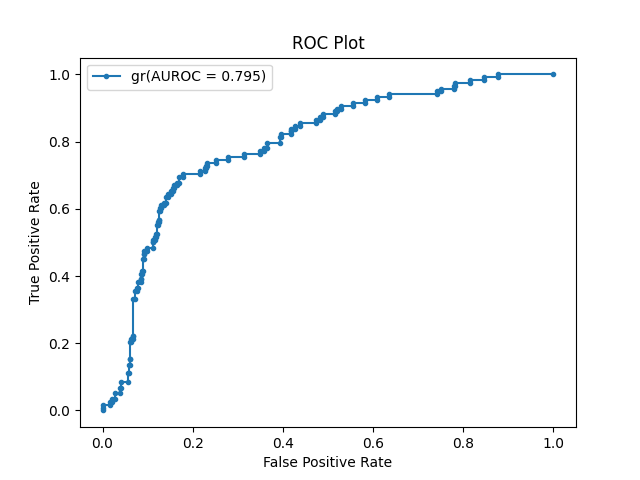 ROC Plot
gr(AUROC = 0.795)
True Positive Rate
1.0
0.8
0.6
0.4
0.2
0.0
0.0 0.2 0.4 0.6 0.8 1.0
False Positive Rate